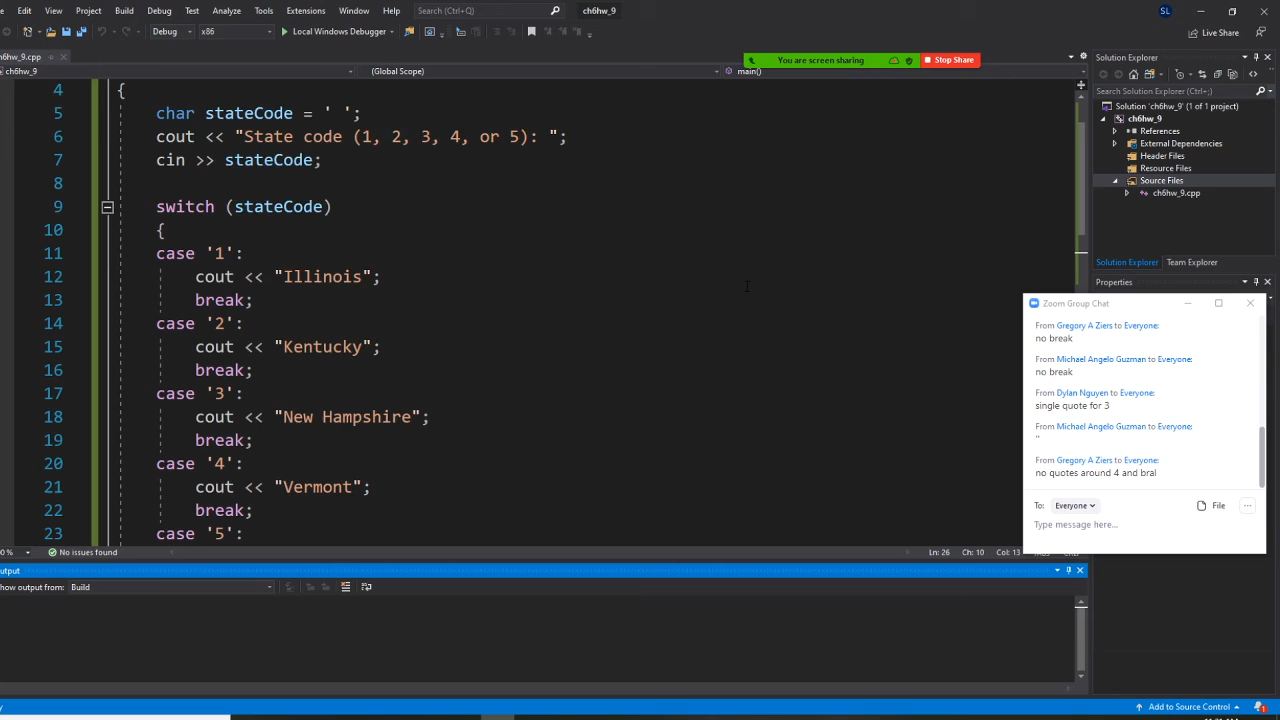 Edit View Project Build Debug Test Analyze Tools Extensions Window Help Search (Ctrl+Q) ch6hw_9 SL
Debug x86 Local Windows Debugger Live Share
ch6hw_9.cpp
You are screen sharing Stop Share
ch6hw_9 (Global Scope) main()
4 {
5 char stateCode = ' ';
6 cout << "State code (1, 2, 3, 4, or 5): ";
7 cin >> stateCode;
8
9 switch (stateCode)
10 {
11 case '1':
12 cout << "Illinois";
13 break;
14 case '2':
15 cout << "Kentucky";
16 break;
17 case '3':
18 cout << "New Hampshire";
19 break;
20 case '4':
21 cout << "Vermont";
22 break;
23 case '5':
0 % No issues found Ln: 26 Ch: 10 Col: 13
Output
how output from: Build
Solution Explorer
Search Solution Explorer (Ctrl+;)
Solution 'ch6hw_9' (1 of 1 project)
ch6hw_9
References
External Dependencies
Header Files
Resource Files
Source Files
ch6hw_9.cpp
Solution Explorer Team Explorer
Properties
Zoom Group Chat
From Gregory A Ziers to Everyone:
no break
From Michael Angelo Guzman to Everyone:
no break
From Dylan Nguyen to Everyone:
single quote for 3
From Michael Angelo Guzman to Everyone:
"
From Gregory A Ziers to Everyone:
no quotes around 4 and bral
To: Everyone File ...
Type message here...
Add to Source Control 1